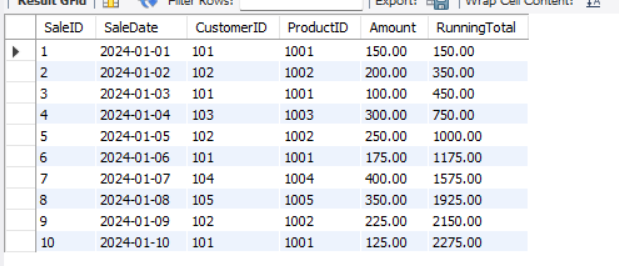 Result Grid Filter Rows: Export: Wrap Cell Content: IA
SaleID SaleDate CustomerID ProductID Amount RunningTotal
1 2024-01-01 101 1001 150.00 150.00
2 2024-01-02 102 1002 200.00 350.00
3 2024-01-03 101 1001 100.00 450.00
4 2024-01-04 103 1003 300.00 750.00
5 2024-01-05 102 1002 250.00 1000.00
6 2024-01-06 101 1001 175.00 1175.00
7 2024-01-07 104 1004 400.00 1575.00
8 2024-01-08 105 1005 350.00 1925.00
9 2024-01-09 102 1002 225.00 2150.00
10 2024-01-10 101 1001 125.00 2275.00